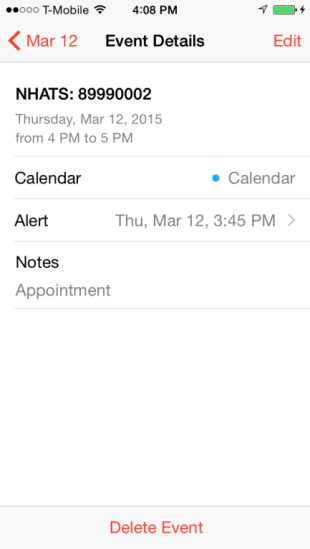 T-Mobile 4:08 PM
Mar 12 Event Details Edit
NHATS: 89990002
Thursday, Mar 12, 2015
from 4 PM to 5 PM
Calendar Calendar
Alert Thu, Mar 12, 3:45 PM
Notes
Appointment
Delete Event